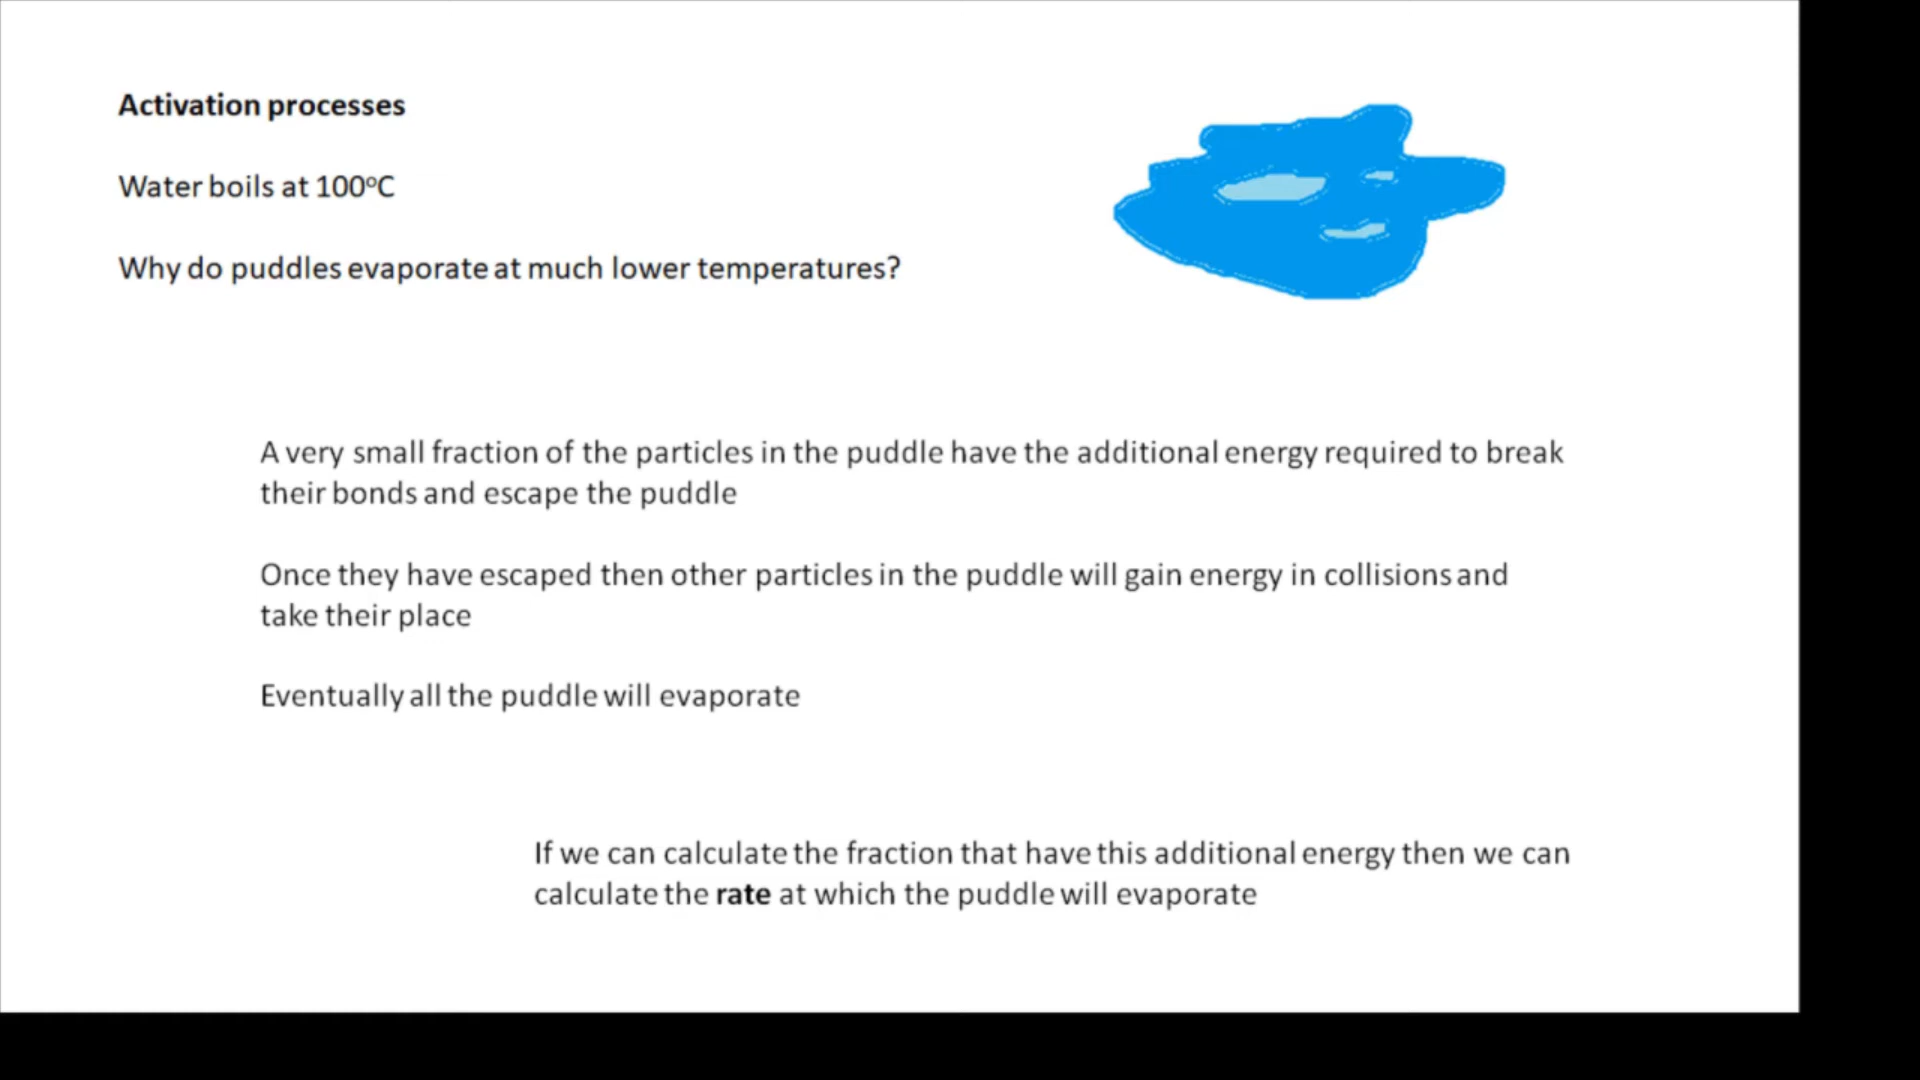 Activation processes
Water boils at 100ºC
Why do puddles evaporate at much lower temperatures?
A very small fraction of the particles in the puddle have the additional energy required to break
their bonds and escape the puddle
Once they have escaped then other particles in the puddle will gain energy in collisions and
take their place
Eventually all the puddle will evaporate
If we can calculate the fraction that have this additional energy then we can
calculate the rate at which the puddle will evaporate